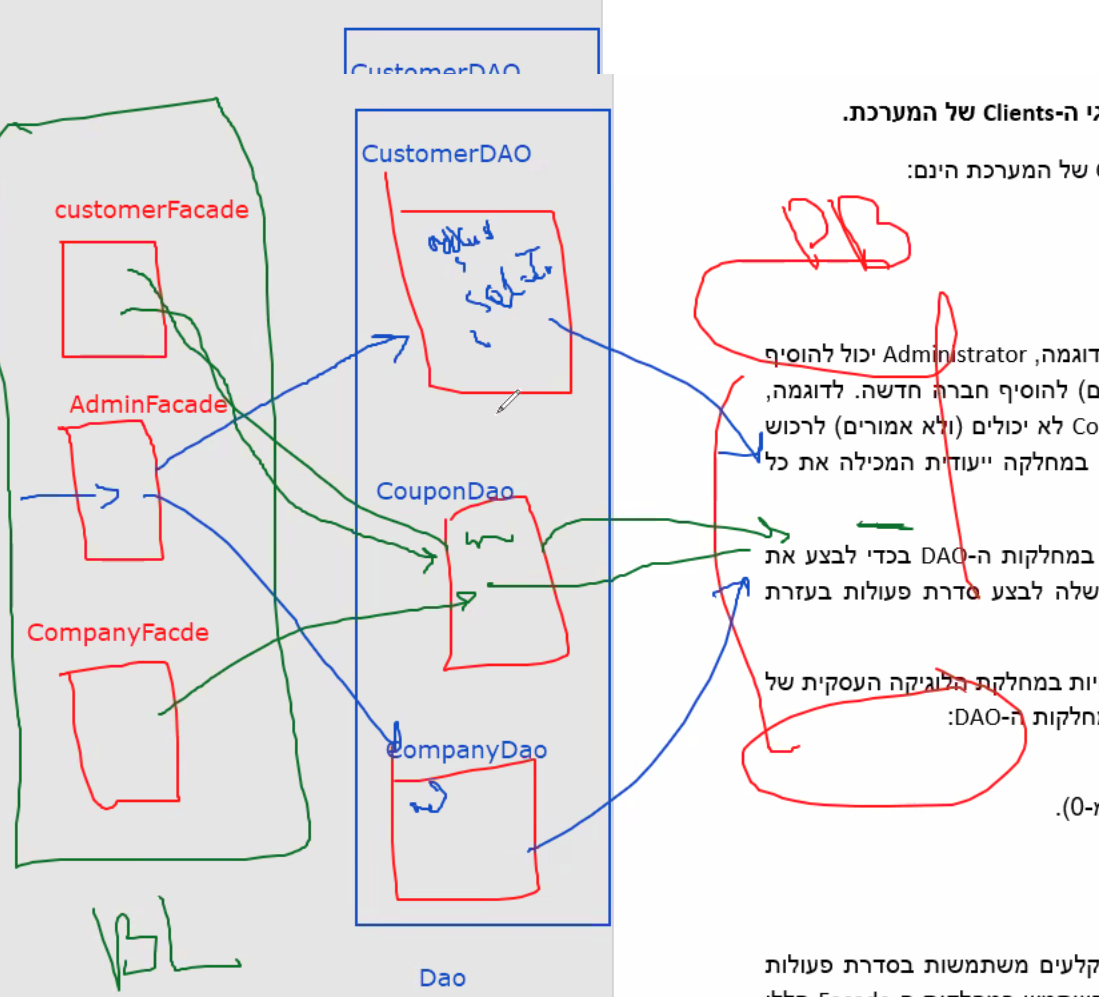 CustomerDAO
CustomerDAO
customerFacade
AdminFacade
CouponDao
CompanyFacde
CompanyDao
Dao
BL
DB
גי ה-Clients של המערכת.
של המערכת הינם:
דוגמה, Administrator יכול להוסיף
ם) להוסיף חברה חדשה. לדוגמה,
Co לא יכולים (ולא אמורים) לרכוש
במחלקה ייעודית המכילה את כל
במחלקות ה-DAO בכדי לבצע את
שלה לבצע סדרת פעולות בעזרת
יות במחלקת הלוגיקה העסקית של
מחלקות ה-DAO:
מ-0).
קלעים משתמשות בסדרת פעולות